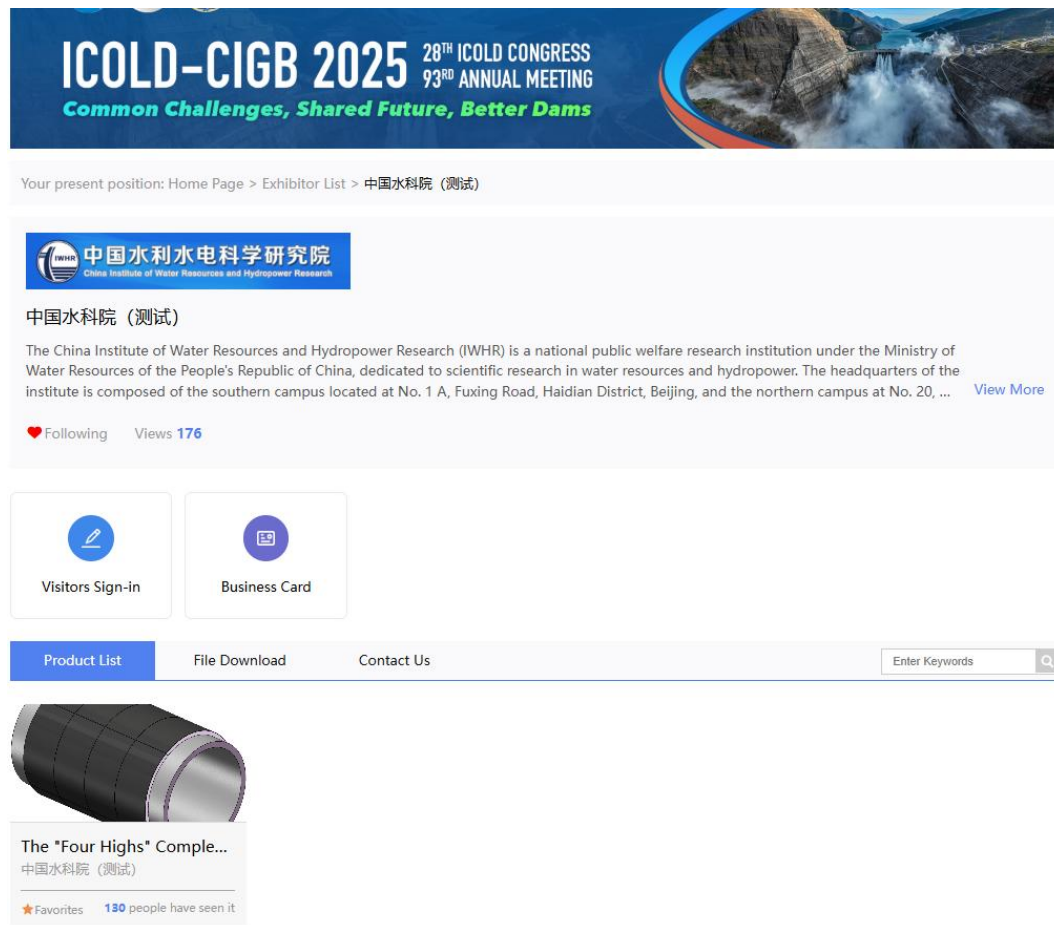 ICOLD-CIGB 2025
28TH ICOLD CONGRESS
93RD ANNUAL MEETING
Common Challenges, Shared Future, Better Dams
Your present position: Home Page > Exhibitor List > 中国水科院（测试）
IWHR
中国水利水电科学研究院
China Institute of Water Resources and Hydropower Research
中国水科院（测试）
The China Institute of Water Resources and Hydropower Research (IWHR) is a national public welfare research institution under the Ministry of
Water Resources of the People's Republic of China, dedicated to scientific research in water resources and hydropower. The headquarters of the
institute is composed of the southern campus located at No. 1 A, Fuxing Road, Haidian District, Beijing, and the northern campus at No. 20, ... View More
Following Views 176
Visitors Sign-in Business Card
Product List File Download Contact Us Enter Keywords
The "Four Highs" Comple...
中国水科院（测试）
Favorites 130 people have seen it